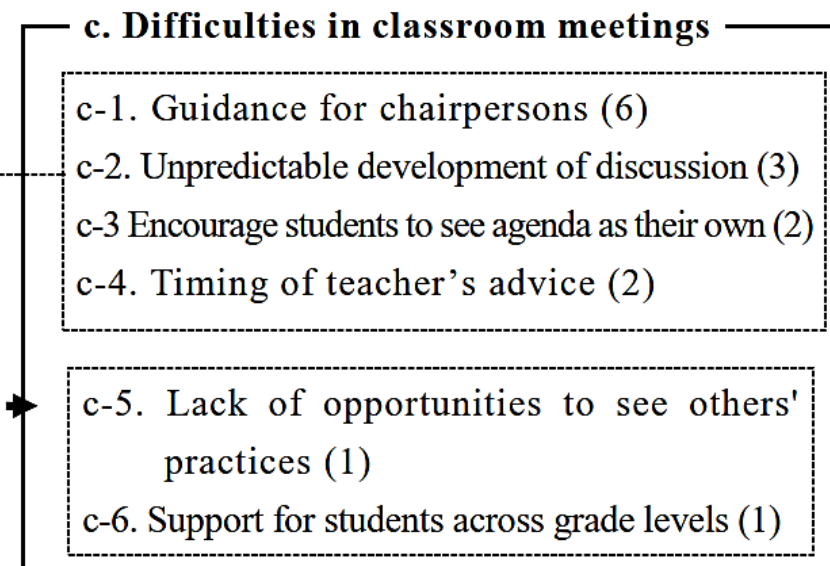 c. Difficulties in classroom meetings
c-1. Guidance for chairpersons (6)
c-2. Unpredictable development of discussion (3)
c-3 Encourage students to see agenda as their own (2)
c-4. Timing of teacher’s advice (2)
c-5. Lack of opportunities to see others'
practices (1)
c-6. Support for students across grade levels (1)